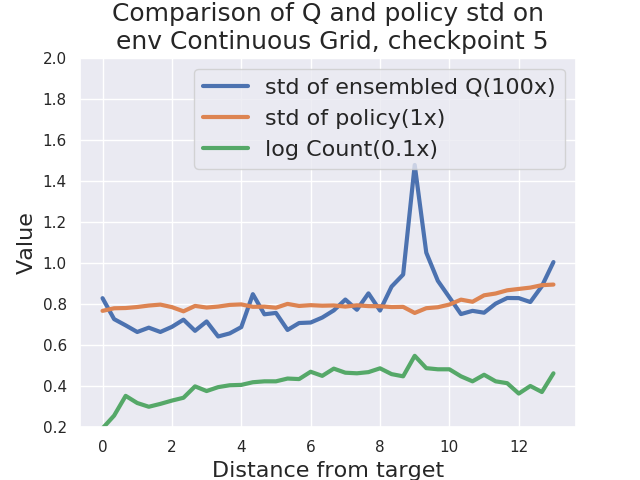 Comparison of Q and policy std on
env Continuous Grid, checkpoint 5
std of ensembled Q(100x)
std of policy(1x)
log Count(0.1x)
Value
2.0
1.8
1.6
1.4
1.2
1.0
0.8
0.6
0.4
0.2
0 2 4 6 8 10 12
Distance from target